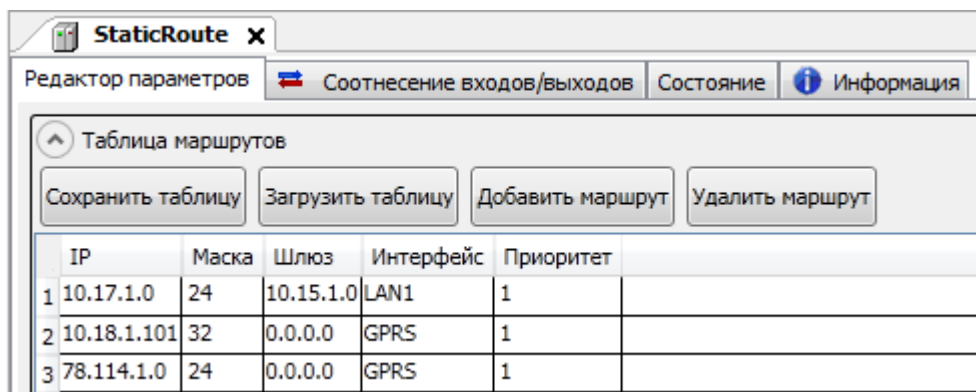 StaticRoute x
Редактор параметров Соотнесение входов/выходов Состояние Информация
Таблица маршрутов
Сохранить таблицу Загрузить таблицу Добавить маршрут Удалить маршрут
IP Маска Шлюз Интерфейс Приоритет
1 10.17.1.0 24 10.15.1.0 LAN1 1
2 10.18.1.101 32 0.0.0.0 GPRS 1
3 78.114.1.0 24 0.0.0.0 GPRS 1